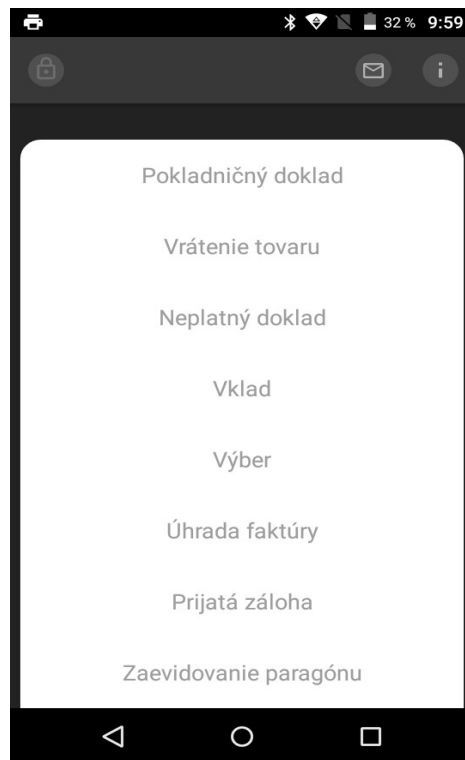 32 % 9:59
Pokladničný doklad
Vrátenie tovaru
Neplatný doklad
Vklad
Výber
Úhrada faktúry
Prijatá záloha
Zaevidovanie paragónu